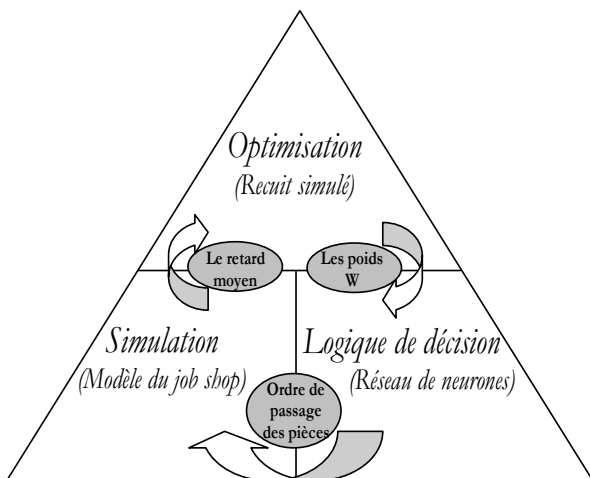 Optimisation
(Recuit simulé)
Le retard
moyen
Les poids
W
Simulation
(Modèle du job shop)
Logique de décision
(Réseau de neurones)
Ordre de
passage
des pièces